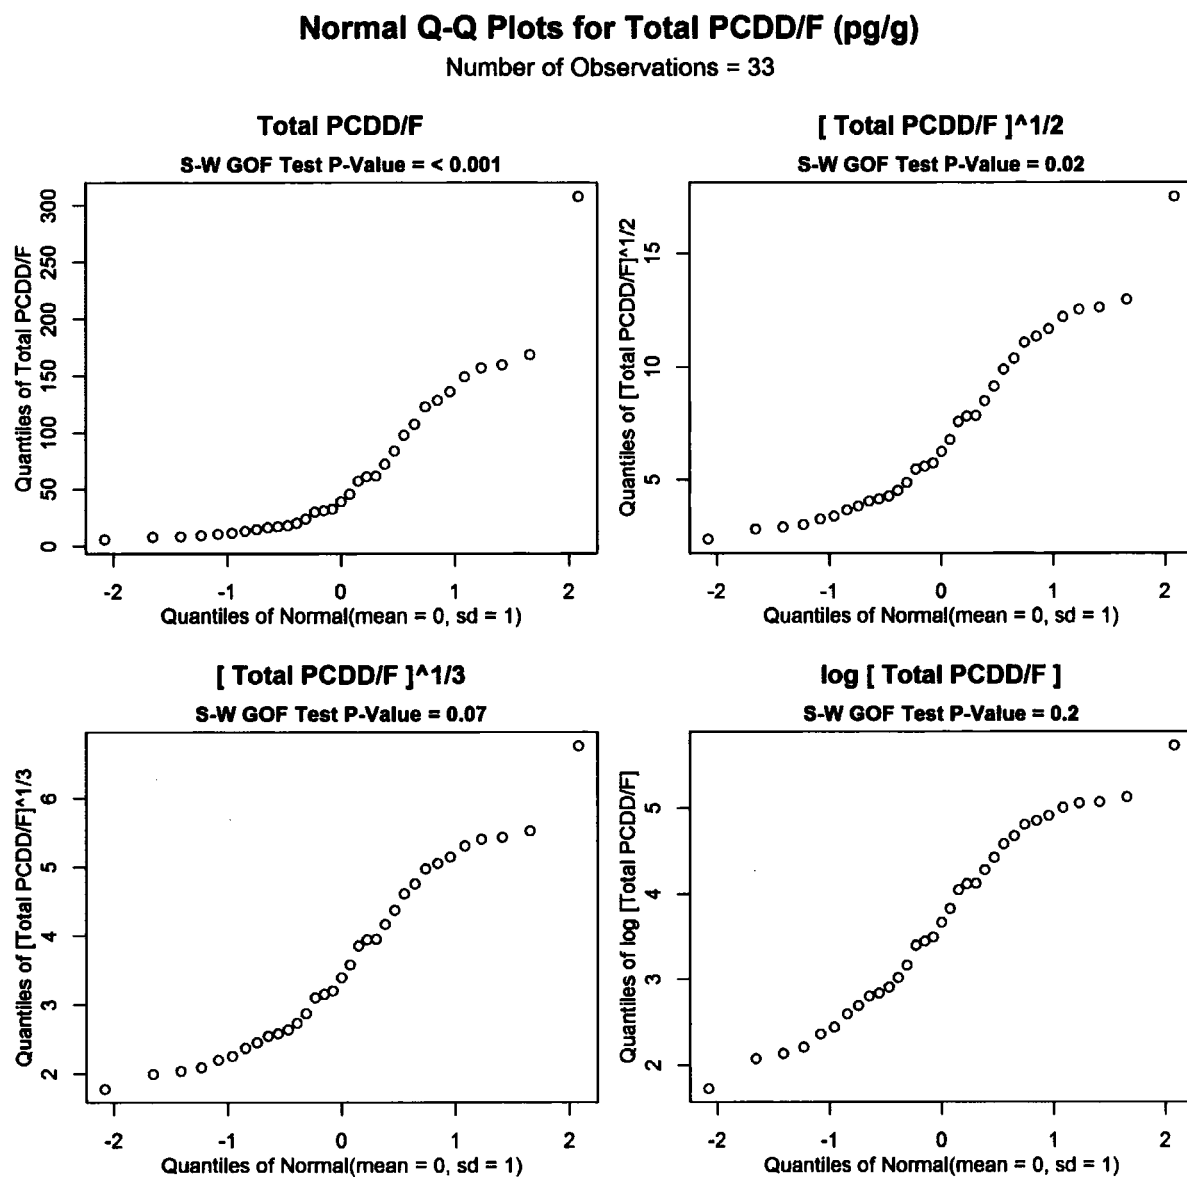 Normal Q-Q Plots for Total PCDD/F (pg/g)
Number of Observations = 33
Total PCDD/F
S-W GOF Test P-Value = < 0.001
Quantiles of Total PCDD/F
300
250
200
150
100
50
0
-2 -1 0 1 2
Quantiles of Normal(mean = 0, sd = 1)
[ Total PCDD/F ]^1/2
S-W GOF Test P-Value = 0.02
Quantiles of [Total PCDD/F]^1/2
15
10
5
-2 -1 0 1 2
Quantiles of Normal(mean = 0, sd = 1)
[ Total PCDD/F ]^1/3
S-W GOF Test P-Value = 0.07
Quantiles of [Total PCDD/F]^1/3
6
5
4
3
2
-2 -1 0 1 2
Quantiles of Normal(mean = 0, sd = 1)
log [ Total PCDD/F ]
S-W GOF Test P-Value = 0.2
Quantiles of log [Total PCDD/F]
5
4
3
2
-2 -1 0 1 2
Quantiles of Normal(mean = 0, sd = 1)